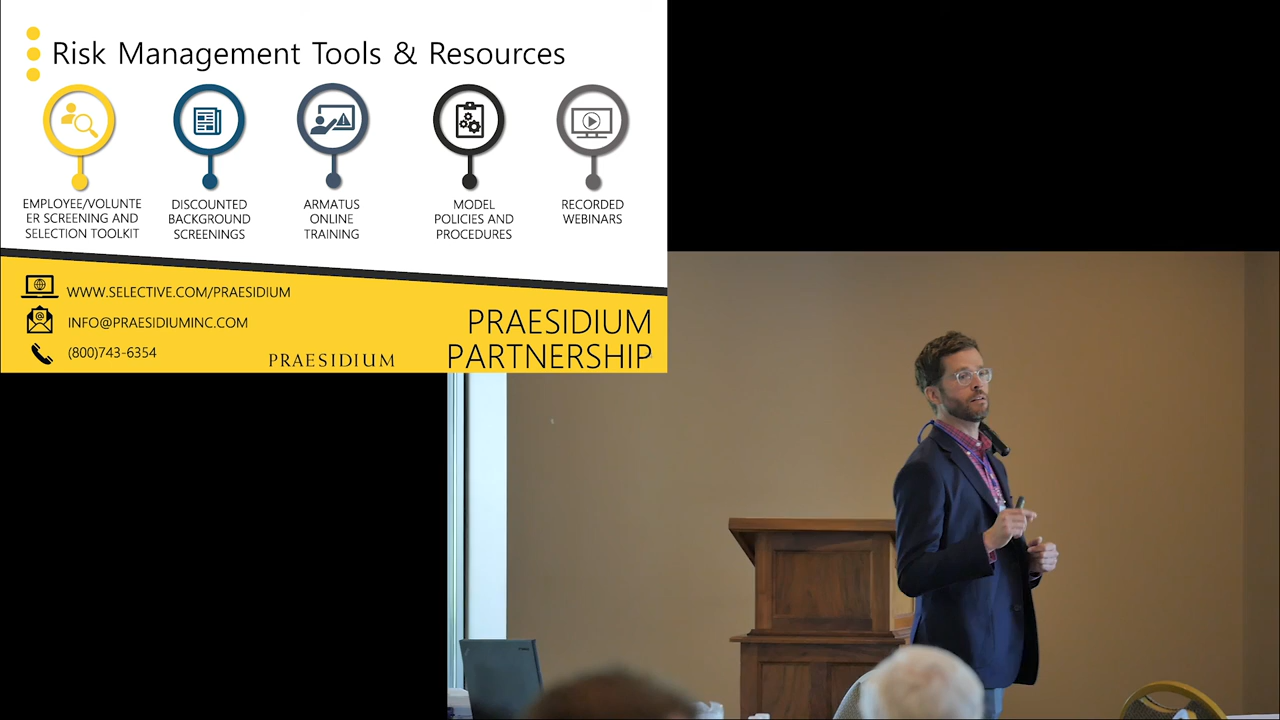 Risk Management Tools & Resources
EMPLOYEE/VOLUNTE
ER SCREENING AND
SELECTION TOOLKIT
DISCOUNTED
BACKGROUND
SCREENINGS
ARMATUS
ONLINE
TRAINING
MODEL
POLICIES AND
PROCEDURES
RECORDED
WEBINARS
WWW.SELECTIVE.COM/PRAESIDIUM
INFO@PRAESIDIUMINC.COM
(800)743-6354
PRAESIDIUM
PRAESIDIUM
PARTNERSHIP